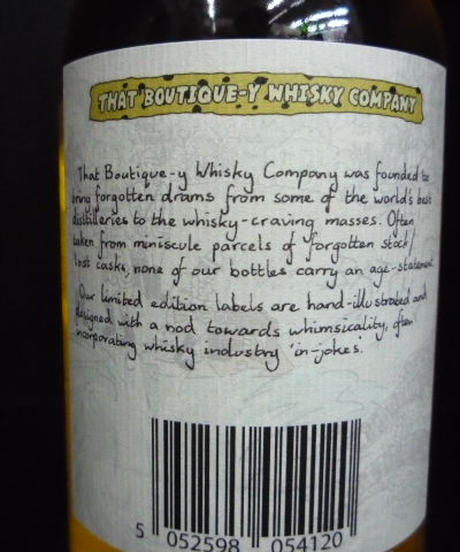 THAT BOUTIQUE-Y WHISKY COMPANY
That Boutique-y Whisky Company was founded to
bring forgotten drams from some of the world's best
distilleries to the whisky-craving masses. Often
taken from miniscule parcels of forgotten stock/
lost casks, none of our bottles carry an age-statement.
Our limited edition labels are hand-illustrated and
designed with a nod towards whimsicality, often
incorporating whisky industry 'in-jokes'.
5 052598 054120